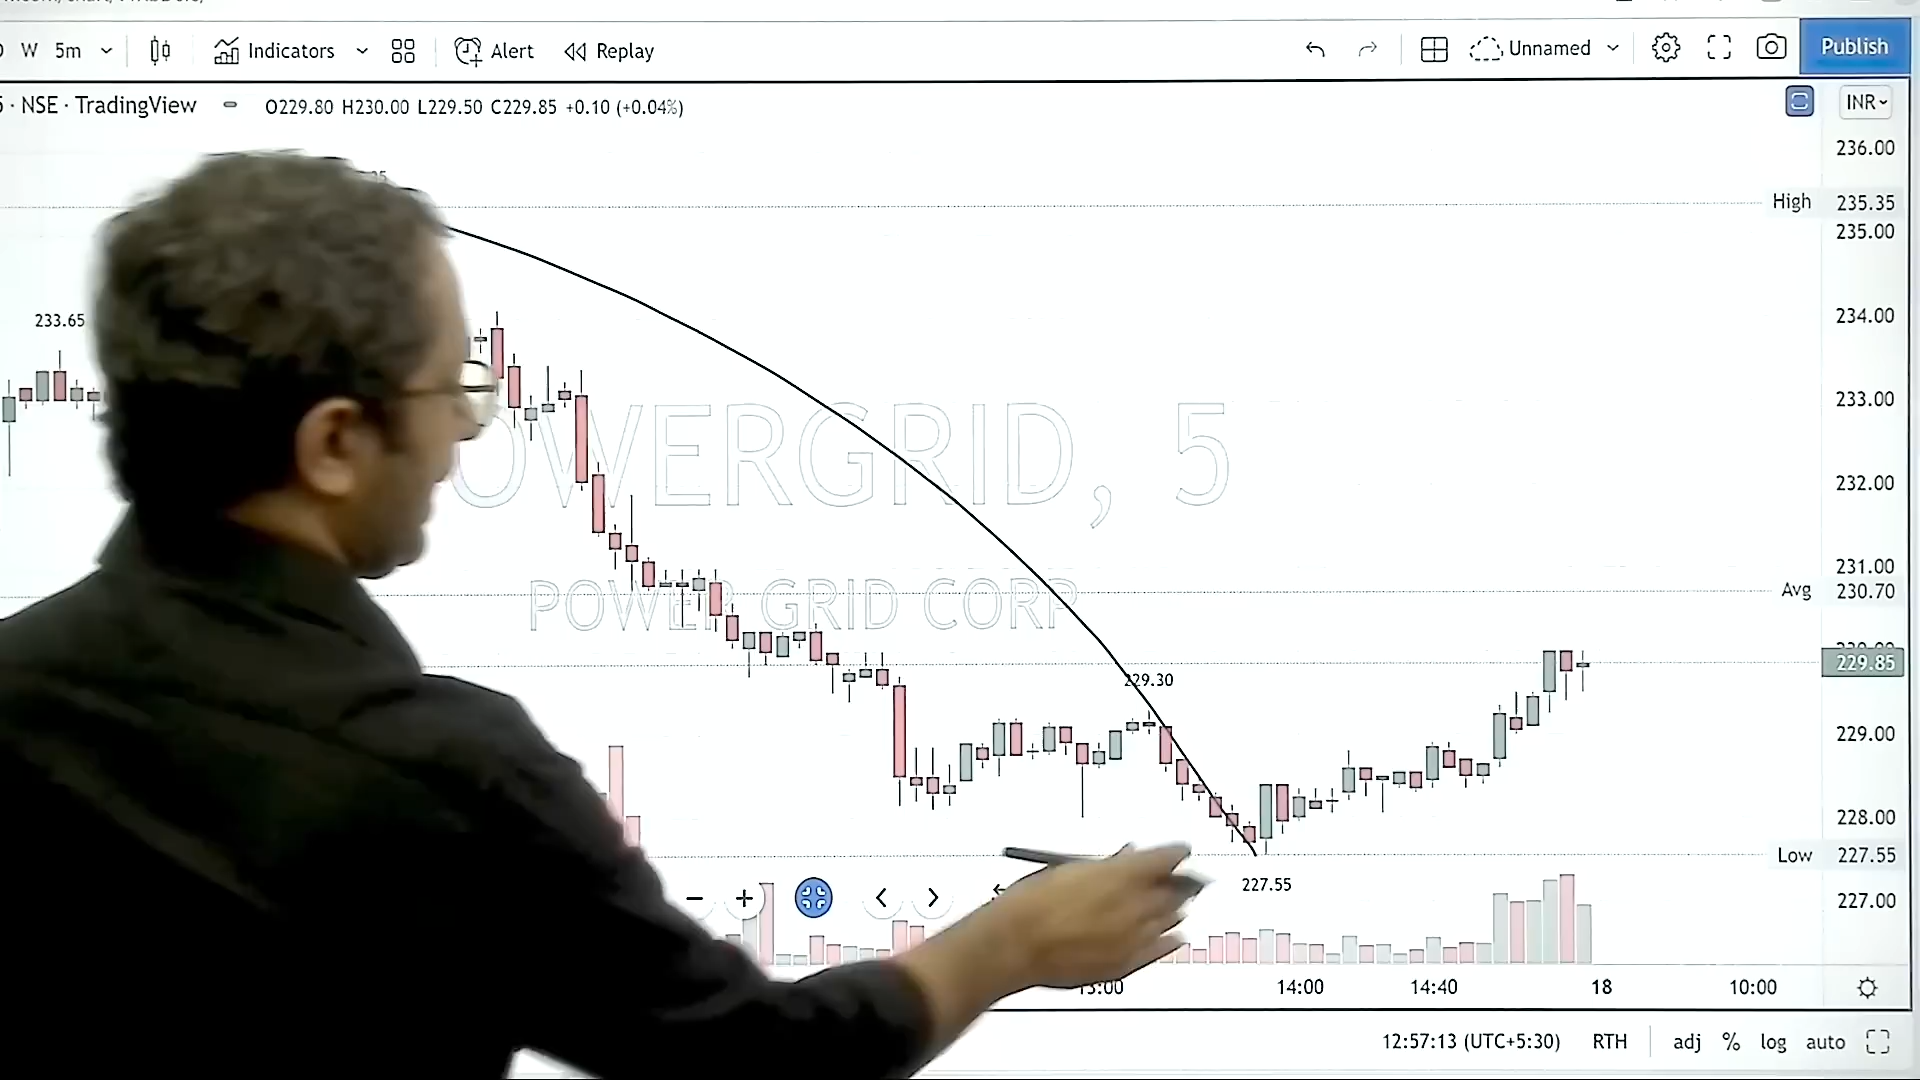 W 5m Indicators Alert Replay Unnamed Publish
· NSE · TradingView O229.80 H230.00 L229.50 C229.85 +0.10 (+0.04%) INR
236.00
High 235.35
235.00
233.65
234.00
233.00
OWERGRID, 5
232.00
231.00
POWER GRID CORP
Avg 230.70
229.85
229.30
229.00
228.00
Low 227.55
227.55
227.00
13:00 14:00 14:40 18 10:00
12:57:13 (UTC+5:30) RTH adj % log auto